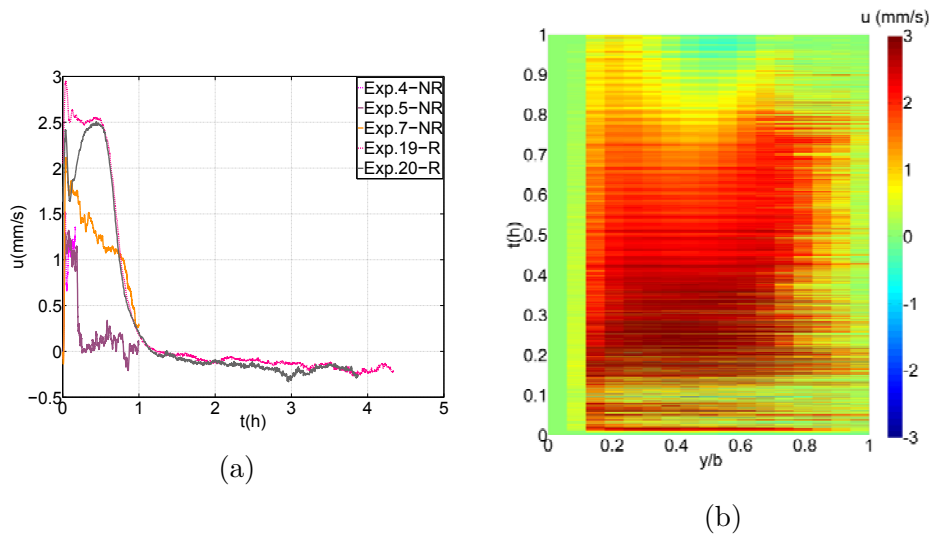 u (mm/s)
3
2.5
2
1.5
1
0.5
0
−0.5
u(mm/s)
Exp.4−NR
Exp.5−NR
Exp.7−NR
Exp.19−R
Exp.20−R
0 1 2 3 4 5
t(h)
(a)
1
0.9
0.8
0.7
0.6
0.5
0.4
0.3
0.2
0.1
0
t(h)
0 0.2 0.4 0.6 0.8 1
y/b
3
2
1
0
-1
-2
-3
(b)